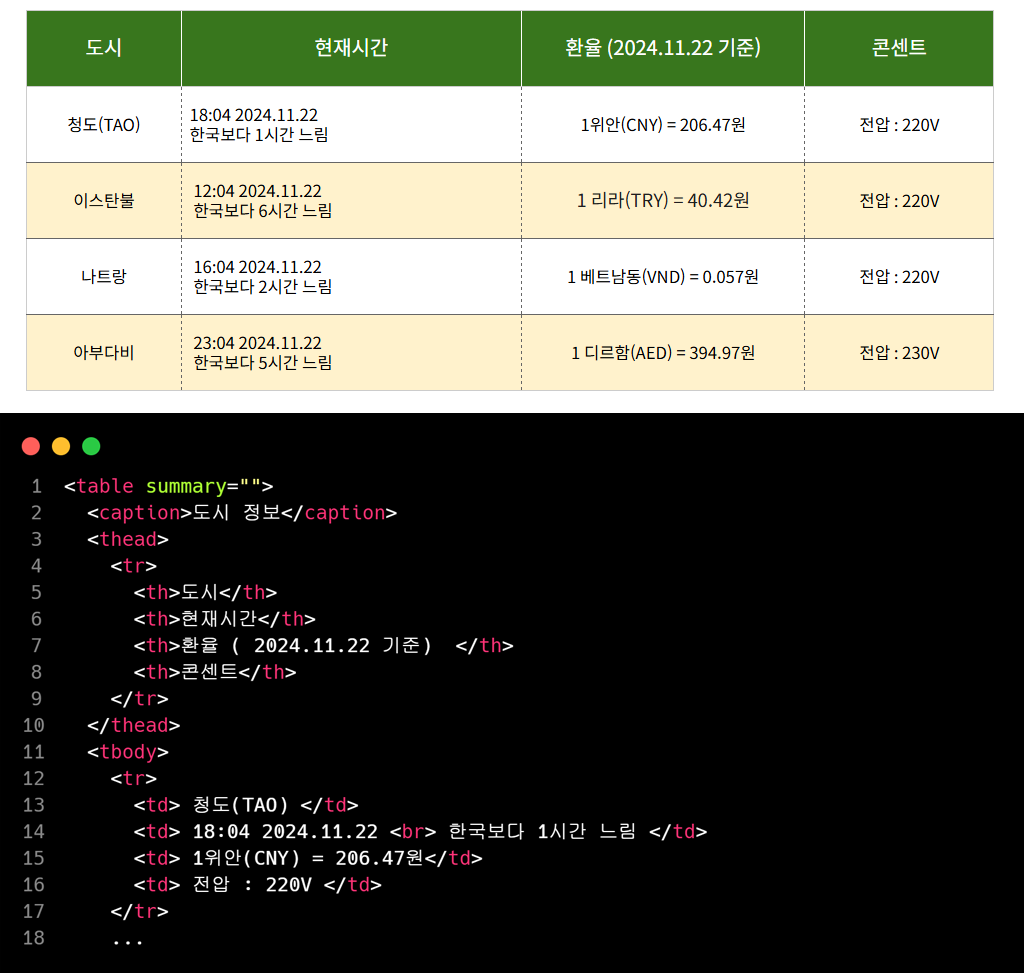 도시 현재시간 환율 (2024.11.22 기준) 콘센트
청도(TAO) 18:04 2024.11.22 1위안(CNY) = 206.47원 전압 : 220V
한국보다 1시간 느림
이스탄불 12:04 2024.11.22 1 리라(TRY) = 40.42원 전압 : 220V
한국보다 6시간 느림
나트랑 16:04 2024.11.22 1 베트남동(VND) = 0.057원 전압 : 220V
한국보다 2시간 느림
아부다비 23:04 2024.11.22 1 디르함(AED) = 394.97원 전압 : 230V
한국보다 5시간 느림
1 <table summary="">
2 <caption>도시 정보</caption>
3 <thead>
4 <tr>
5 <th>도시</th>
6 <th>현재시간</th>
7 <th>환율 ( 2024.11.22 기준)  </th>
8 <th>콘센트</th>
9 </tr>
10 </thead>
11 <tbody>
12 <tr>
13 <td> 청도(TAO) </td>
14 <td> 18:04 2024.11.22 <br> 한국보다 1시간 느림 </td>
15 <td> 1위안(CNY) = 206.47원</td>
16 <td> 전압 : 220V </td>
17 </tr>
18 ...